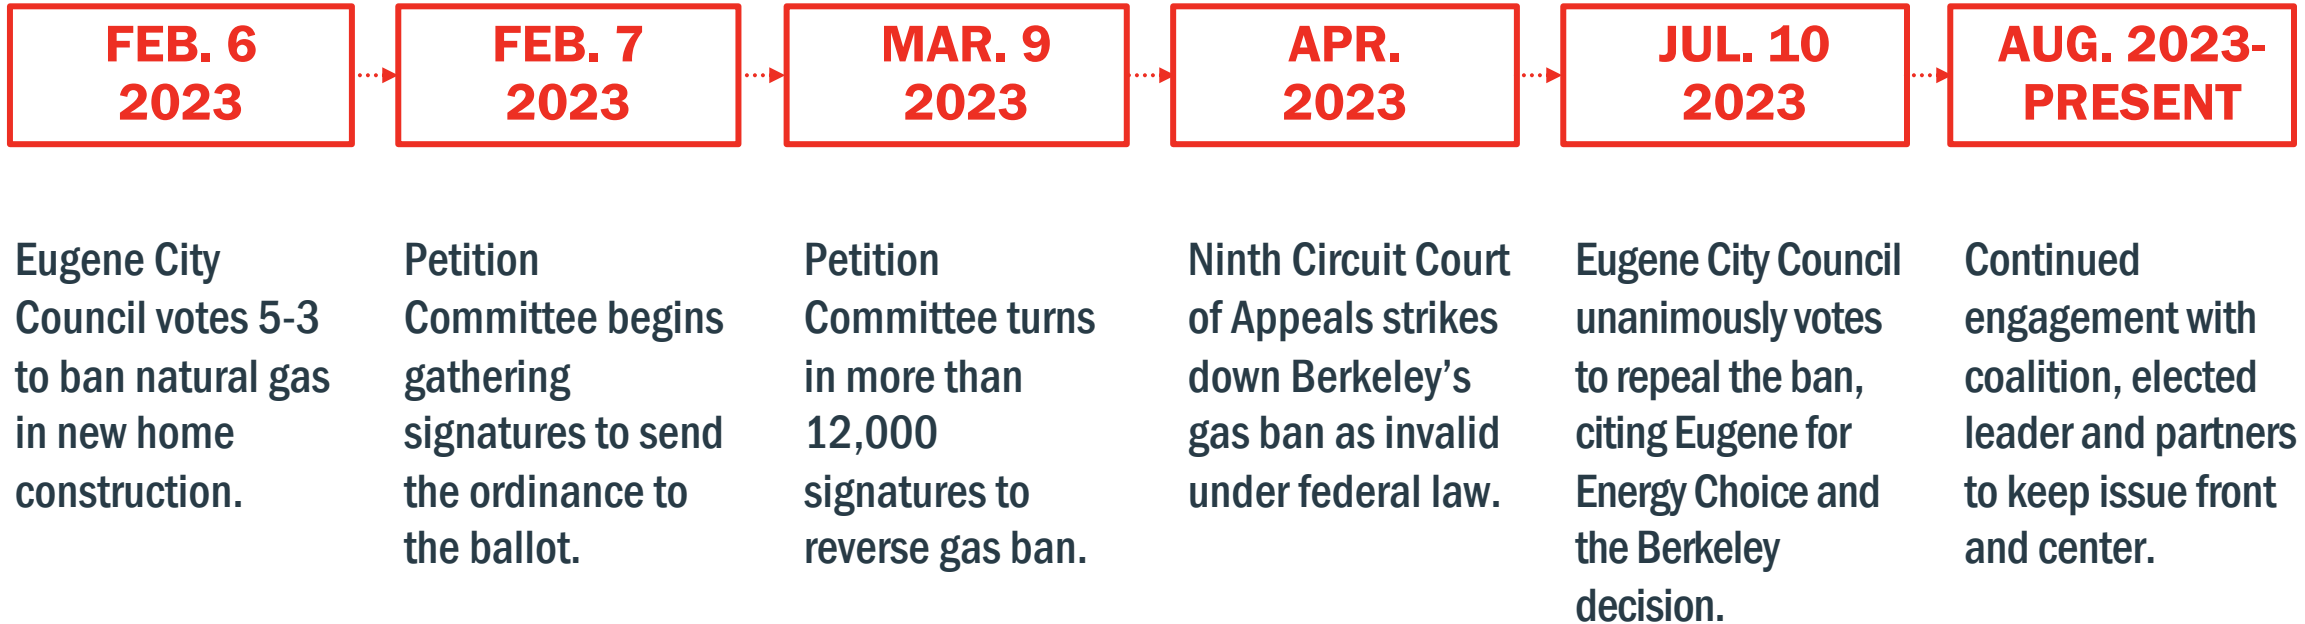 FEB. 6
2023
FEB. 7
2023
MAR. 9
2023
APR.
2023
JUL. 10
2023
AUG. 2023-
PRESENT
Eugene City
Council votes 5-3
to ban natural gas
in new home
construction.
Petition
Committee begins
gathering
signatures to send
the ordinance to
the ballot.
Petition
Committee turns
in more than
12,000
signatures to
reverse gas ban.
Ninth Circuit Court
of Appeals strikes
down Berkeley’s
gas ban as invalid
under federal law.
Eugene City Council
unanimously votes
to repeal the ban,
citing Eugene for
Energy Choice and
the Berkeley
decision.
Continued
engagement with
coalition, elected
leader and partners
to keep issue front
and center.